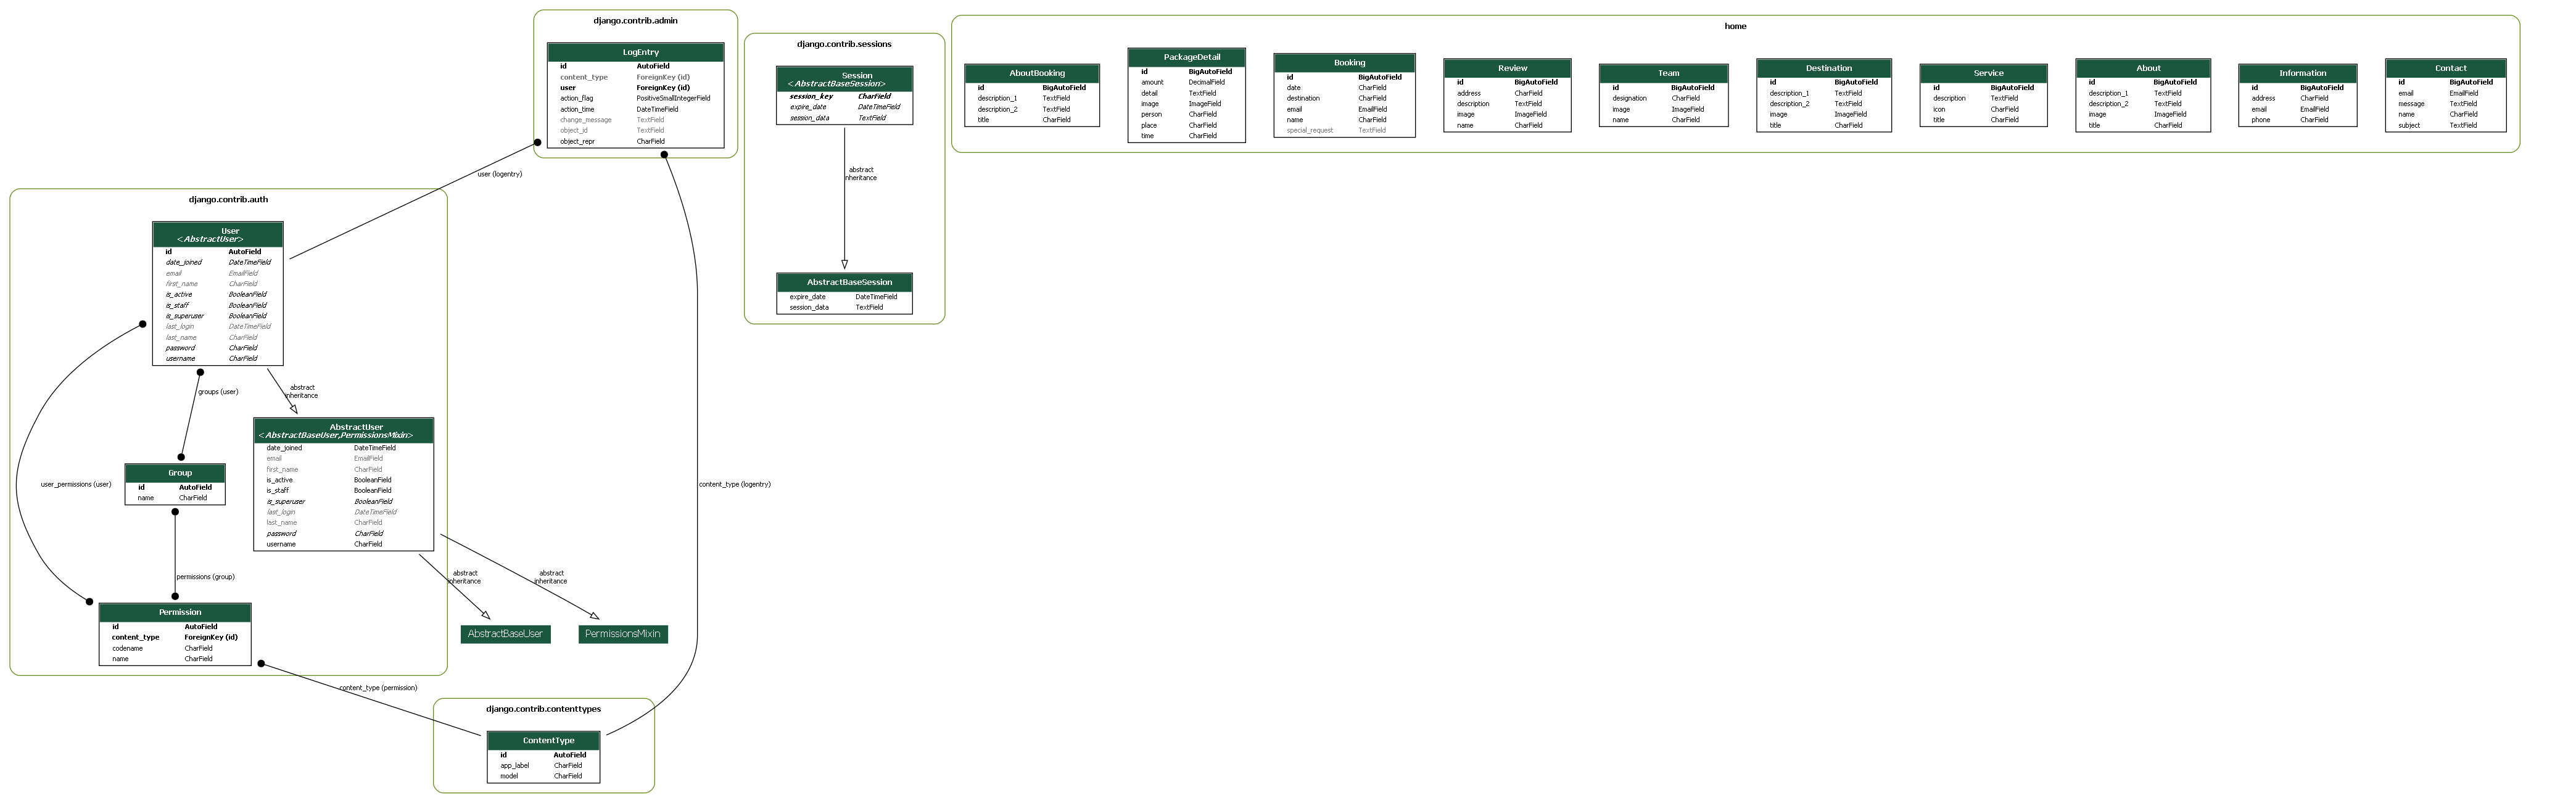 django.contrib.admin
LogEntry
id AutoField
content_type ForeignKey (id)
user ForeignKey (id)
action_flag PositiveSmallIntegerField
action_time DateTimeField
change_message TextField
object_id TextField
object_repr CharField
django.contrib.sessions
Session
<AbstractBaseSession>
session_key CharField
expire_date DateTimeField
session_data TextField
abstract
inheritance
AbstractBaseSession
expire_date DateTimeField
session_data TextField
home
AboutBooking
id BigAutoField
description_1 TextField
description_2 TextField
title CharField
PackageDetail
id BigAutoField
amount DecimalField
detail TextField
image ImageField
person CharField
place CharField
time CharField
Booking
id BigAutoField
date CharField
destination CharField
email EmailField
name CharField
special_request TextField
Review
id BigAutoField
address CharField
description TextField
image ImageField
name CharField
Team
id BigAutoField
designation CharField
image ImageField
name CharField
Destination
id BigAutoField
description_1 TextField
description_2 TextField
image ImageField
title CharField
Service
id BigAutoField
description TextField
icon CharField
title CharField
About
id BigAutoField
description_1 TextField
description_2 TextField
image ImageField
title CharField
Information
id BigAutoField
address CharField
email EmailField
phone CharField
Contact
id BigAutoField
email EmailField
message TextField
name CharField
subject TextField
user (logentry)
django.contrib.auth
User
<AbstractUser>
id AutoField
date_joined DateTimeField
email EmailField
first_name CharField
is_active BooleanField
is_staff BooleanField
is_superuser BooleanField
last_login DateTimeField
last_name CharField
password CharField
username CharField
groups (user)
abstract
inheritance
AbstractUser
<AbstractBaseUser,PermissionsMixin>
date_joined DateTimeField
email EmailField
first_name CharField
is_active BooleanField
is_staff BooleanField
is_superuser BooleanField
last_login DateTimeField
last_name CharField
password CharField
username CharField
Group
id AutoField
name CharField
user_permissions (user)
content_type (logentry)
permissions (group)
abstract
inheritance
abstract
inheritance
Permission
id AutoField
content_type ForeignKey (id)
codename CharField
name CharField
AbstractBaseUser
PermissionsMixin
content_type (permission)
django.contrib.contenttypes
ContentType
id AutoField
app_label CharField
model CharField